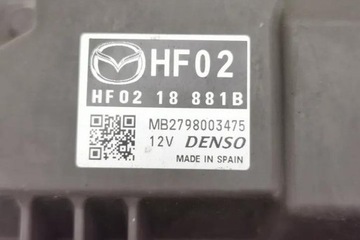 HF02
HF02 18 881B
MB2798003475
12V DENSO
MADE IN SPAIN